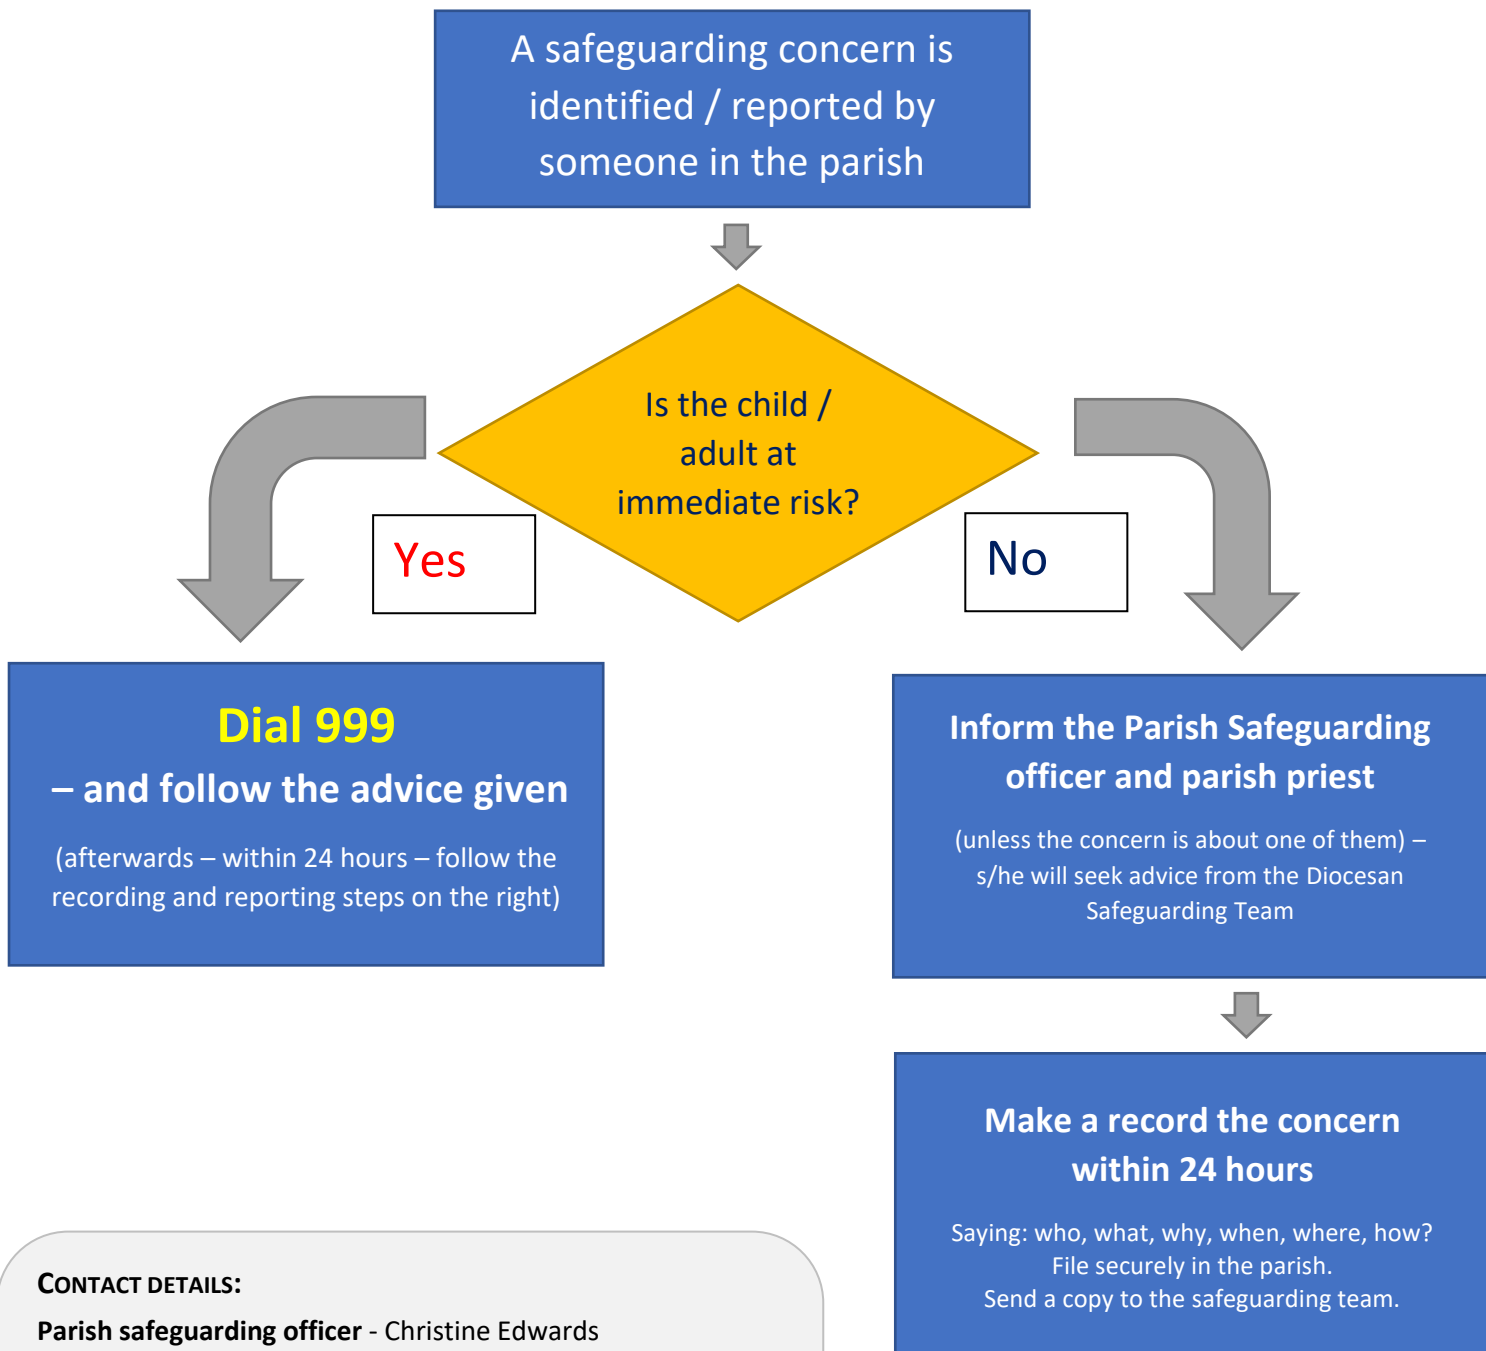 A safeguarding concern is
identified / reported by
someone in the parish
Is the child /
adult at
immediate risk?
Yes
No
Dial 999
– and follow the advice given
(afterwards – within 24 hours – follow the
recording and reporting steps on the right)
Inform the Parish Safeguarding
officer and parish priest
(unless the concern is about one of them) –
s/he will seek advice from the Diocesan
Safeguarding Team
Make a record the concern
within 24 hours
Saying: who, what, why, when, where, how?
File securely in the parish.
Send a copy to the safeguarding team.
CONTACT DETAILS:
Parish safeguarding officer - Christine Edwards